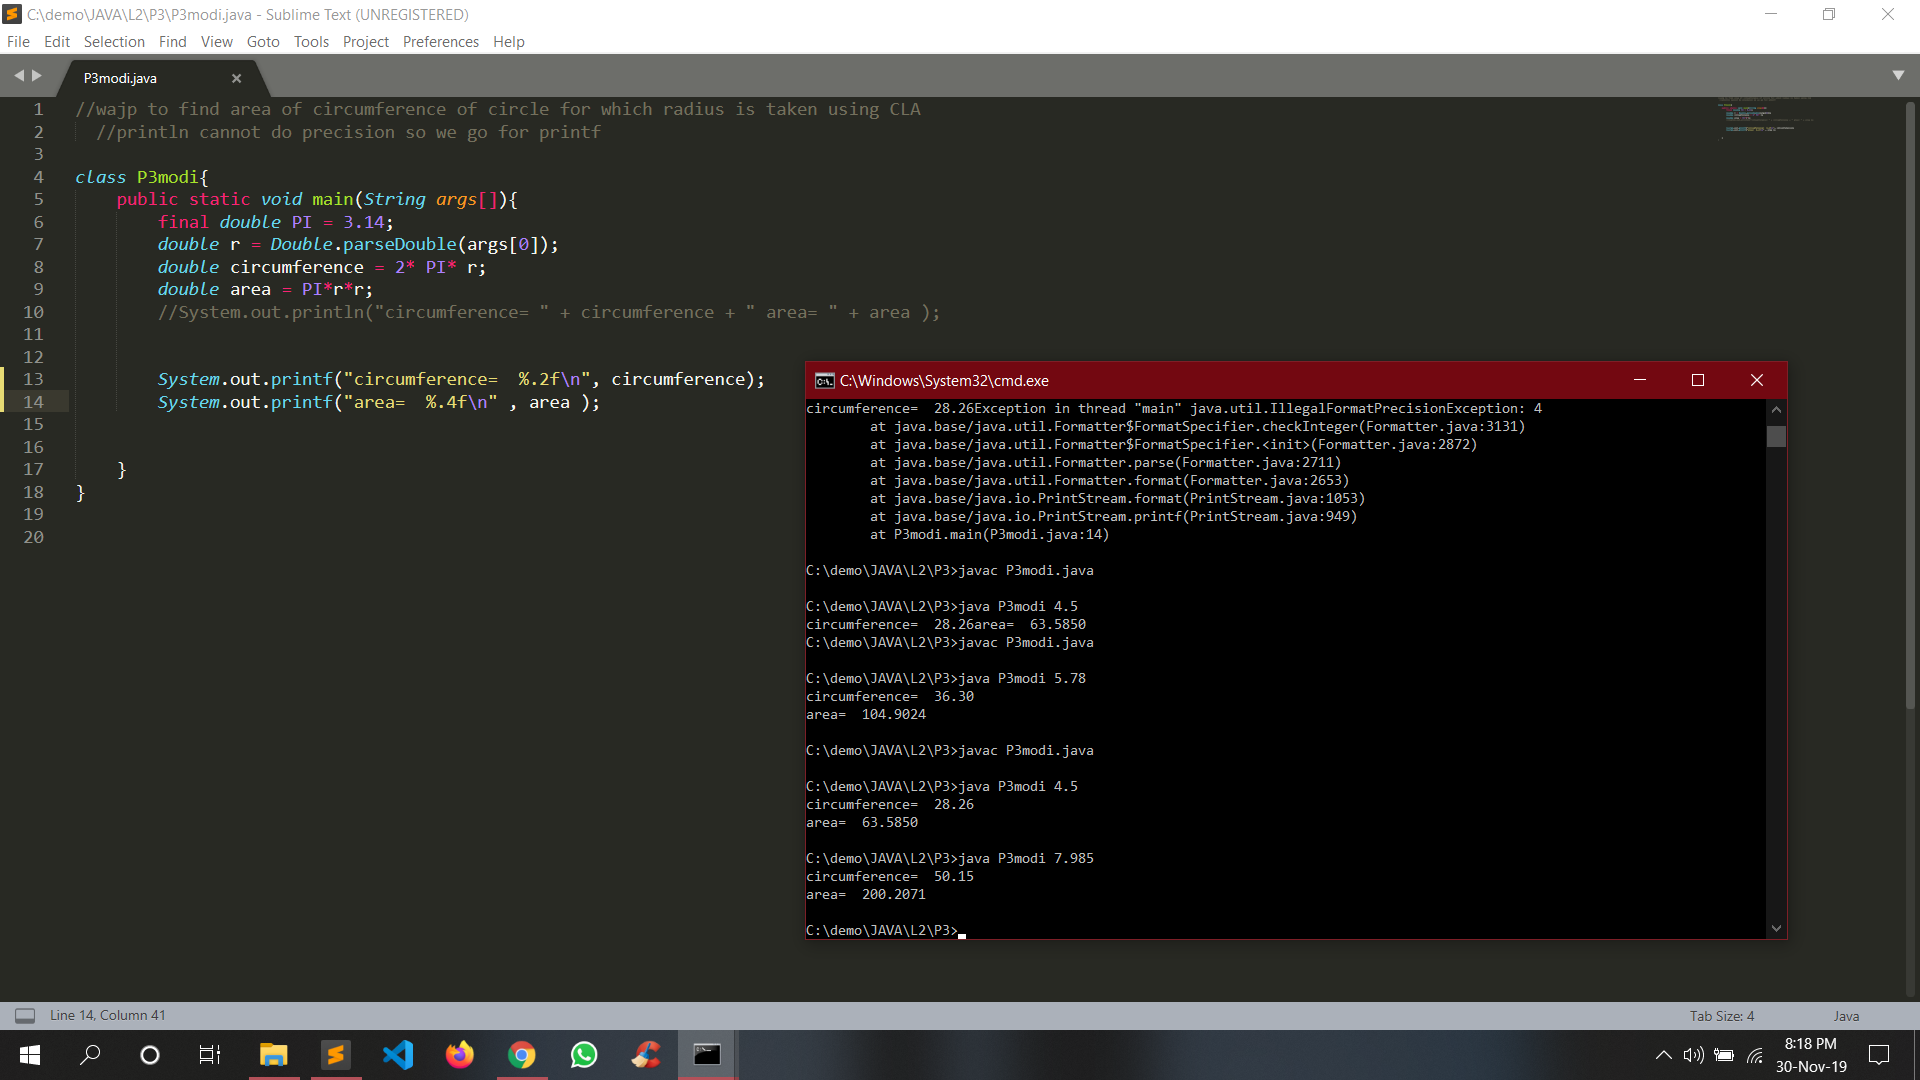 C:\demo\JAVA\L2\P3\P3modi.java - Sublime Text (UNREGISTERED)
File Edit Selection Find View Goto Tools Project Preferences Help
P3modi.java
1 //wajp to find area of circumference of circle for which radius is taken using CLA
2 //println cannot do precision so we go for printf
3
4 class P3modi{
5 public static void main(String args[]){
6 final double PI = 3.14;
7 double r = Double.parseDouble(args[0]);
8 double circumference = 2* PI* r;
9 double area = PI*r*r;
10 //System.out.println("circumference= " + circumference + " area= " + area );
11
12
13 System.out.printf("circumference=  %.2f\n", circumference);
14 System.out.printf("area=  %.4f\n" , area );
15
16
17 }
18 }
19
20
C:\Windows\System32\cmd.exe
circumference=  28.26Exception in thread "main" java.util.IllegalFormatPrecisionException: 4
at java.base/java.util.Formatter$FormatSpecifier.checkInteger(Formatter.java:3131)
at java.base/java.util.Formatter$FormatSpecifier.<init>(Formatter.java:2872)
at java.base/java.util.Formatter.parse(Formatter.java:2711)
at java.base/java.util.Formatter.format(Formatter.java:2653)
at java.base/java.io.PrintStream.format(PrintStream.java:1053)
at java.base/java.io.PrintStream.printf(PrintStream.java:949)
at P3modi.main(P3modi.java:14)
C:\demo\JAVA\L2\P3>javac P3modi.java
C:\demo\JAVA\L2\P3>java P3modi 4.5
circumference=  28.26area=  63.5850
C:\demo\JAVA\L2\P3>javac P3modi.java
C:\demo\JAVA\L2\P3>java P3modi 5.78
circumference=  36.30
area=  104.9024
C:\demo\JAVA\L2\P3>javac P3modi.java
C:\demo\JAVA\L2\P3>java P3modi 4.5
circumference=  28.26
area=  63.5850
C:\demo\JAVA\L2\P3>java P3modi 7.985
circumference=  50.15
area=  200.2071
C:\demo\JAVA\L2\P3>
Line 14, Column 41
Tab Size: 4
Java
8:18 PM
30-Nov-19